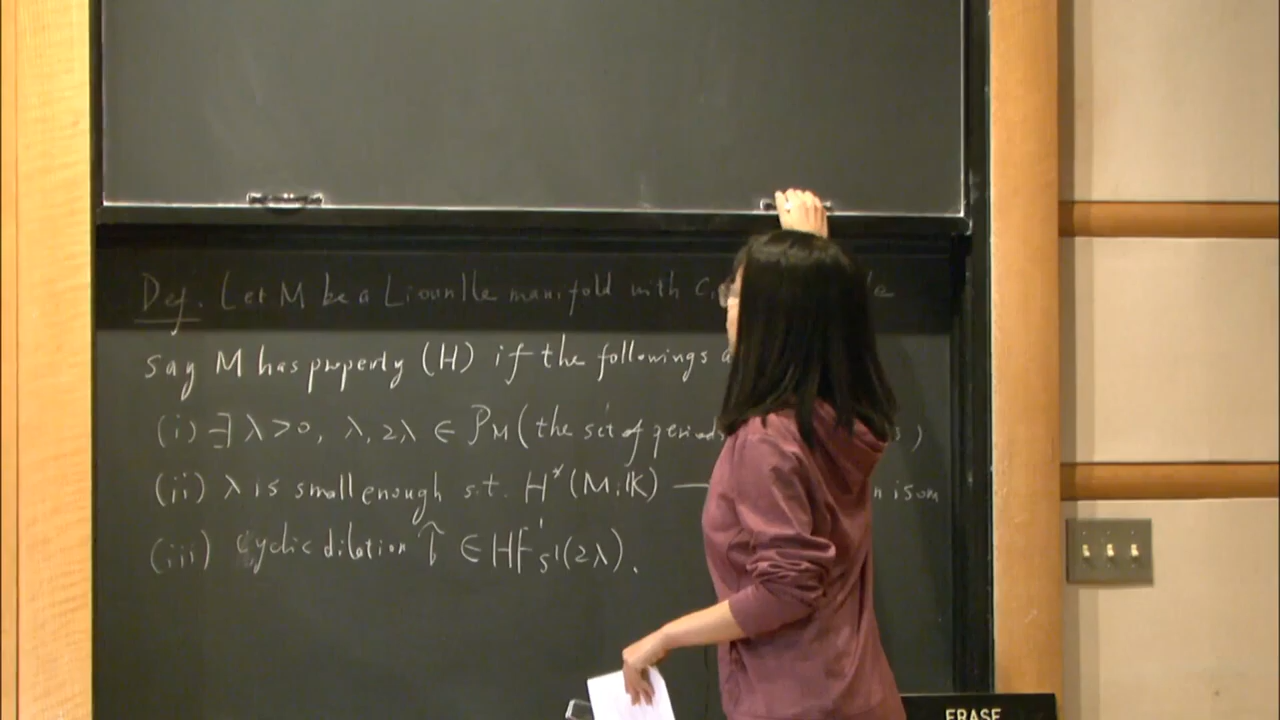 Def. Let M be a Liouville manifold with c₁
say M has property (H) if the followings
(i) ∃ λ>0, λ, 2λ ∈ 𝒫_M (the set of periods )
(ii) λ is small enough s.t. H*(M; 𝕂) — isom
(iii) cyclic dilation ∈ HF¹_{S¹}(2λ).
ERASE